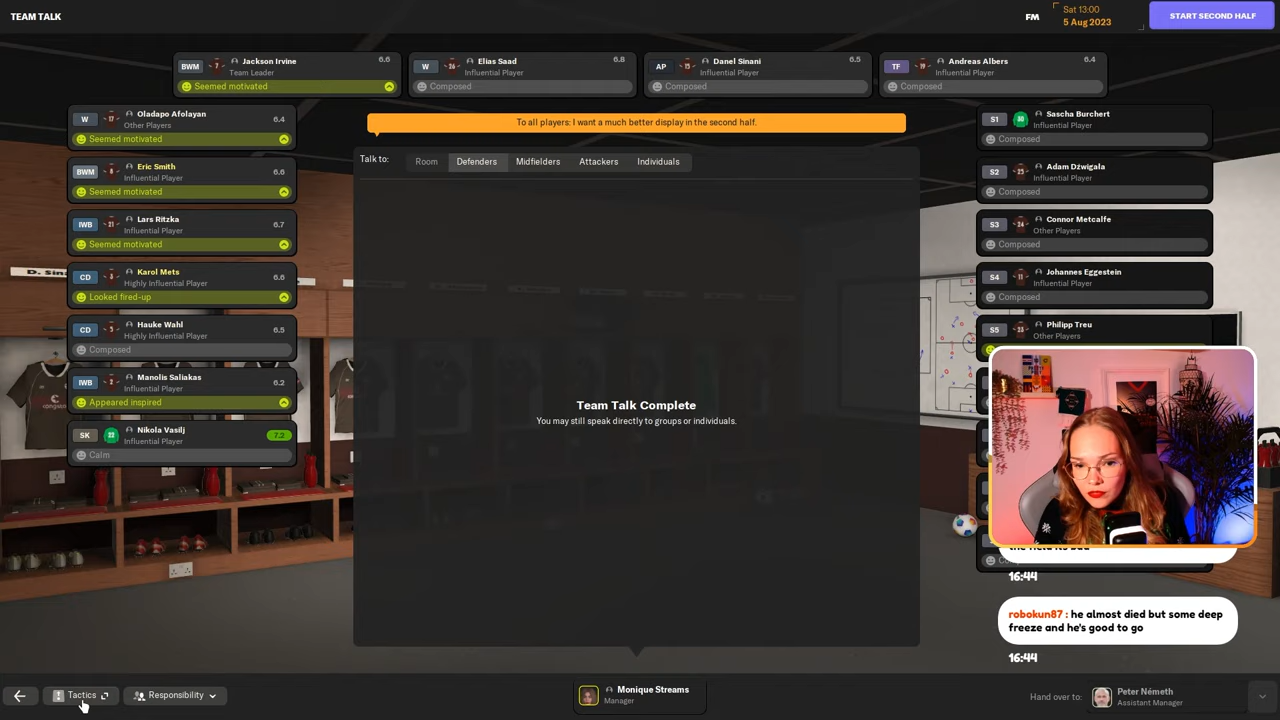 TEAM TALK
FM
Sat 13:00
5 Aug 2023
START SECOND HALF
BWM
7
Jackson Irvine
Team Leader
6.6
Seemed motivated
W
26
Elias Saad
Influential Player
6.8
Composed
AP
15
Danel Sinani
Influential Player
6.5
Composed
TF
19
Andreas Albers
Influential Player
6.4
Composed
W
17
Oladapo Afolayan
Other Players
6.4
Seemed motivated
BWM
8
Eric Smith
Influential Player
6.6
Seemed motivated
IWB
21
Lars Ritzka
Influential Player
6.7
Seemed motivated
CD
3
Karol Mets
Highly Influential Player
6.6
Looked fired-up
CD
5
Hauke Wahl
Highly Influential Player
6.5
Composed
IWB
2
Manolis Saliakas
Influential Player
6.2
Appeared inspired
SK
22
Nikola Vasilj
Influential Player
7.2
Calm
D. Sina
To all players: I want a much better display in the second half.
Talk to:
Room
Defenders
Midfielders
Attackers
Individuals
Team Talk Complete
You may still speak directly to groups or individuals.
S1
30
Sascha Burchert
Influential Player
Composed
S2
25
Adam Dźwigała
Influential Player
Composed
S3
24
Connor Metcalfe
Other Players
Composed
S4
11
Johannes Eggestein
Influential Player
Composed
S5
23
Philipp Treu
Other Players
16:44
robokun87 : he almost died but some deep
freeze and he's good to go
16:44
Tactics
Responsibility
Monique Streams
Manager
Hand over to:
Peter Németh
Assistant Manager